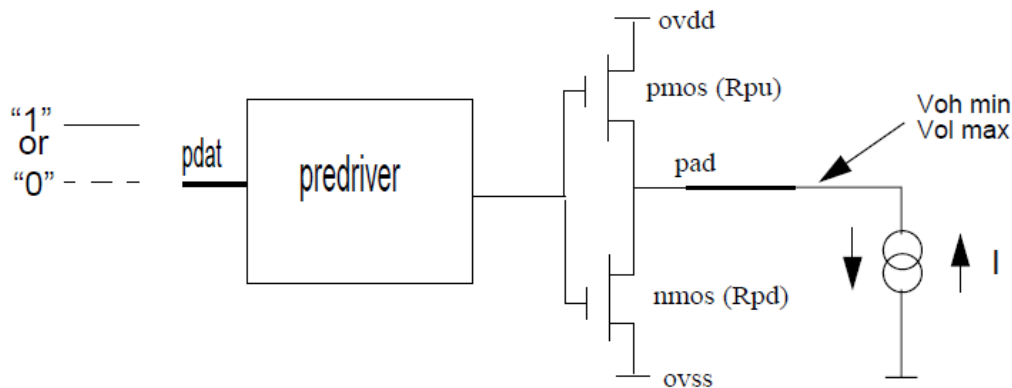 ovdd
pmos (Rpu)
Voh min
Vol max
“1”
or
“0”
pdat
predriver
pad
I
nmos (Rpd)
ovss